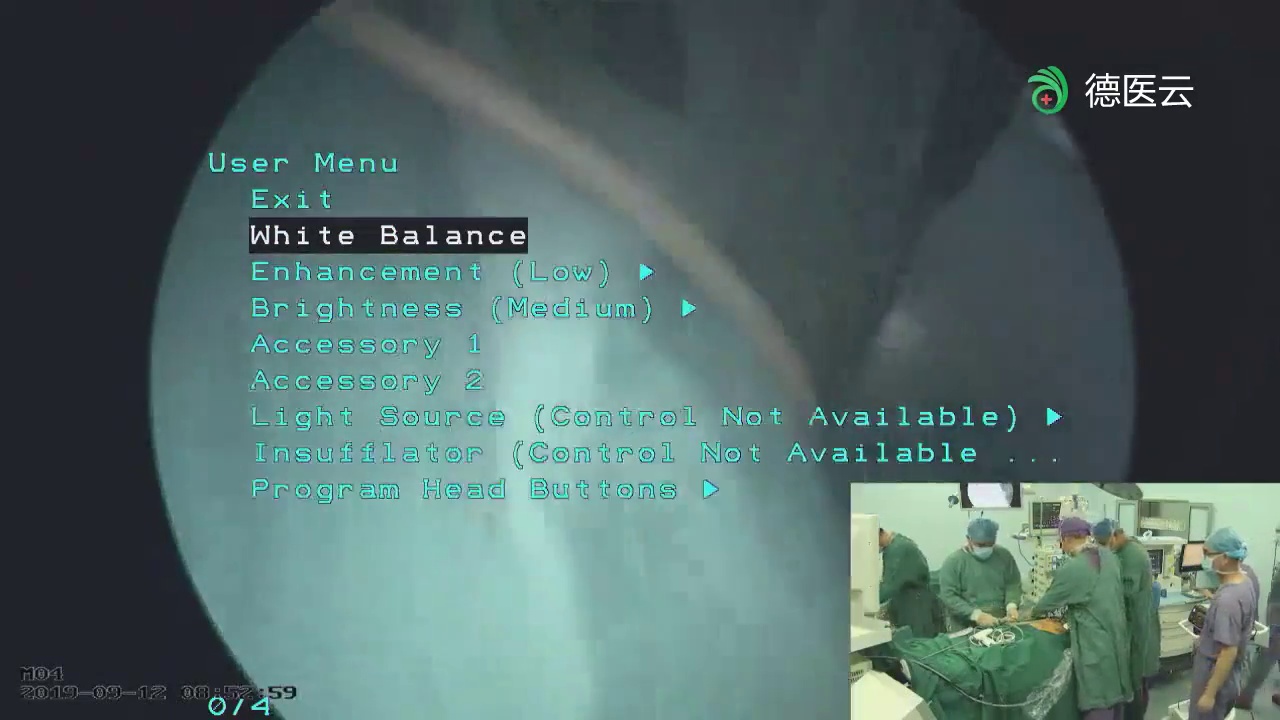 德医云
User Menu
Exit
White Balance
Enhancement (Low) ▶
Brightness (Medium) ▶
Accessory 1
Accessory 2
Light Source (Control Not Available) ▶
Insufflator (Control Not Available ...
Program Head Buttons ▶
M04
2019-09-12 08:52:59
0/4